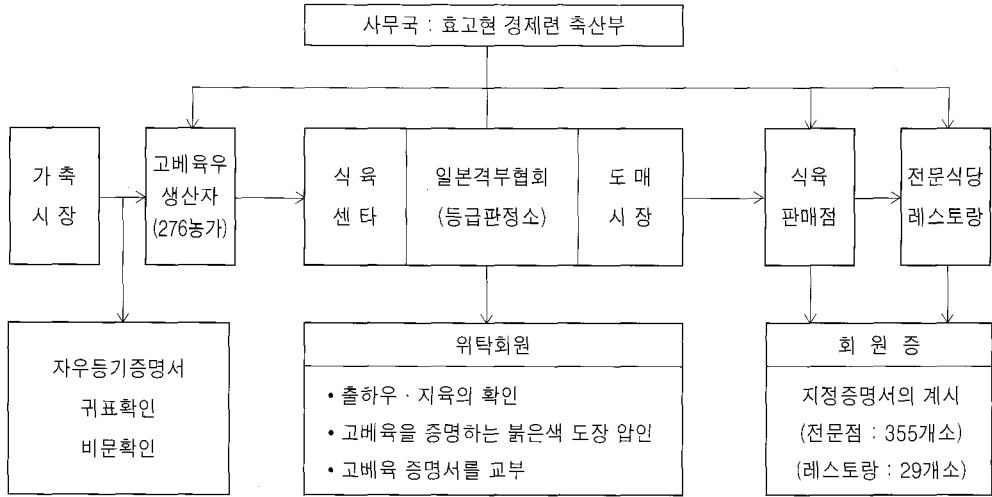 사무국 : 효고현 경제련 축산부
가 축
시 장
고베육우
생산자
(276농가)
식 육
센 타
일본격부협회
(등급판정소)
도 매
시 장
식육
판매점
전문식당
레스토랑
자우등기증명서
귀표확인
비문확인
위탁회원
• 출하우 · 지육의 확인
• 고베육을 증명하는 붉은색 도장 압인
• 고베육 증명서를 교부
회 원 증
지정증명서의 계시
(전문점 : 355개소)
(레스토랑 : 29개소)